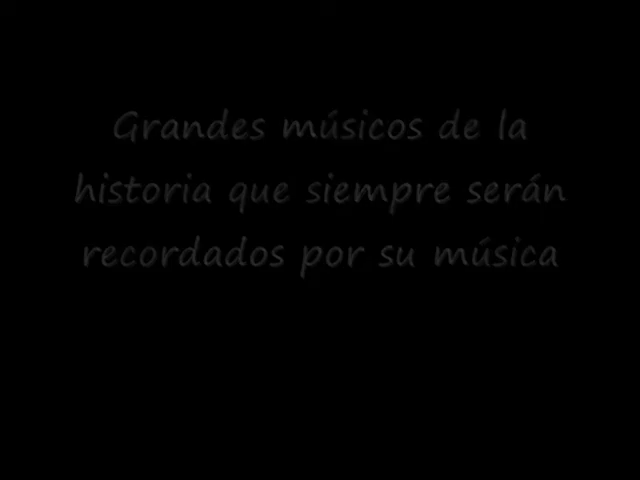 Grandes músicos de la
historia que siempre serán
recordados por su música